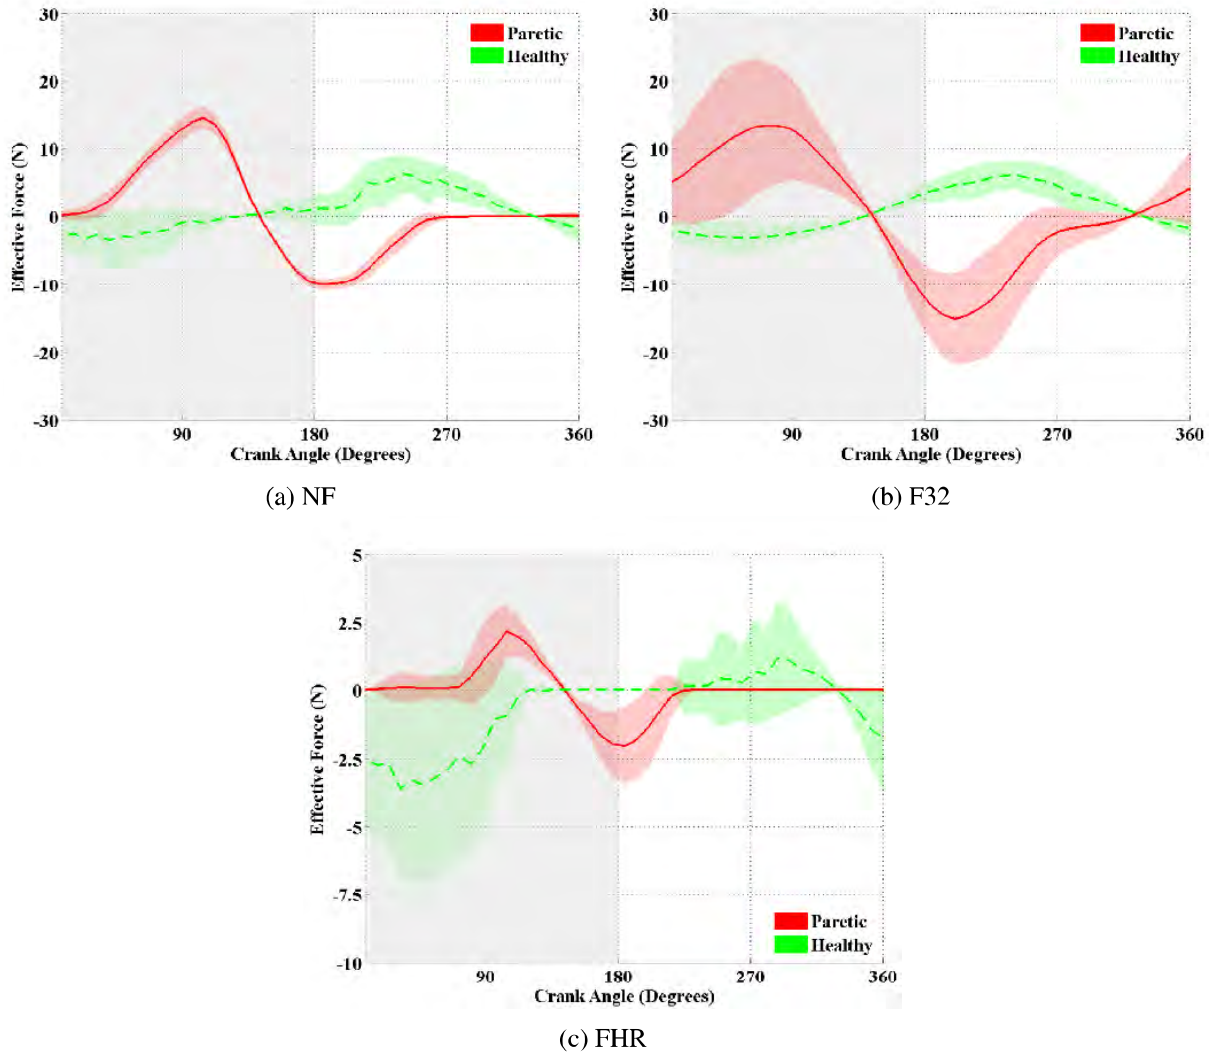 30
20
10
0
-10
-20
-30
Effective Force (N)
Paretic
Healthy
90
180
270
360
Crank Angle (Degrees)
(a) NF
30
20
10
0
-10
-20
-30
Effective Force (N)
Paretic
Healthy
90
180
270
360
Crank Angle (Degrees)
(b) F32
5
2.5
0
-2.5
-5
-7.5
-10
Effective Force (N)
Paretic
Healthy
90
180
270
360
Crank Angle (Degrees)
(c) FHR